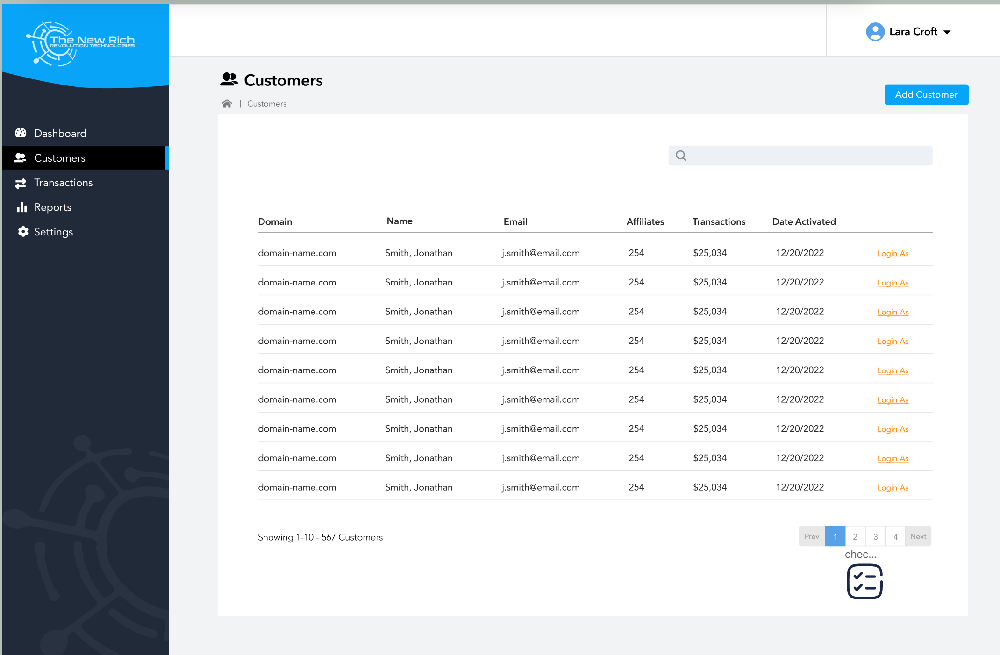 The New Rich
REVOLUTION TECHNOLOGIES
Lara Croft
Customers
| Customers
Add Customer
Dashboard
Customers
Transactions
Reports
Settings
Domain Name Email Affiliates Transactions Date Activated
domain-name.com Smith, Jonathan j.smith@email.com 254 $25,034 12/20/2022 Login As
domain-name.com Smith, Jonathan j.smith@email.com 254 $25,034 12/20/2022 Login As
domain-name.com Smith, Jonathan j.smith@email.com 254 $25,034 12/20/2022 Login As
domain-name.com Smith, Jonathan j.smith@email.com 254 $25,034 12/20/2022 Login As
domain-name.com Smith, Jonathan j.smith@email.com 254 $25,034 12/20/2022 Login As
domain-name.com Smith, Jonathan j.smith@email.com 254 $25,034 12/20/2022 Login As
domain-name.com Smith, Jonathan j.smith@email.com 254 $25,034 12/20/2022 Login As
domain-name.com Smith, Jonathan j.smith@email.com 254 $25,034 12/20/2022 Login As
domain-name.com Smith, Jonathan j.smith@email.com 254 $25,034 12/20/2022 Login As
Showing 1-10 - 567 Customers
Prev 1 2 3 4 Next
chec...